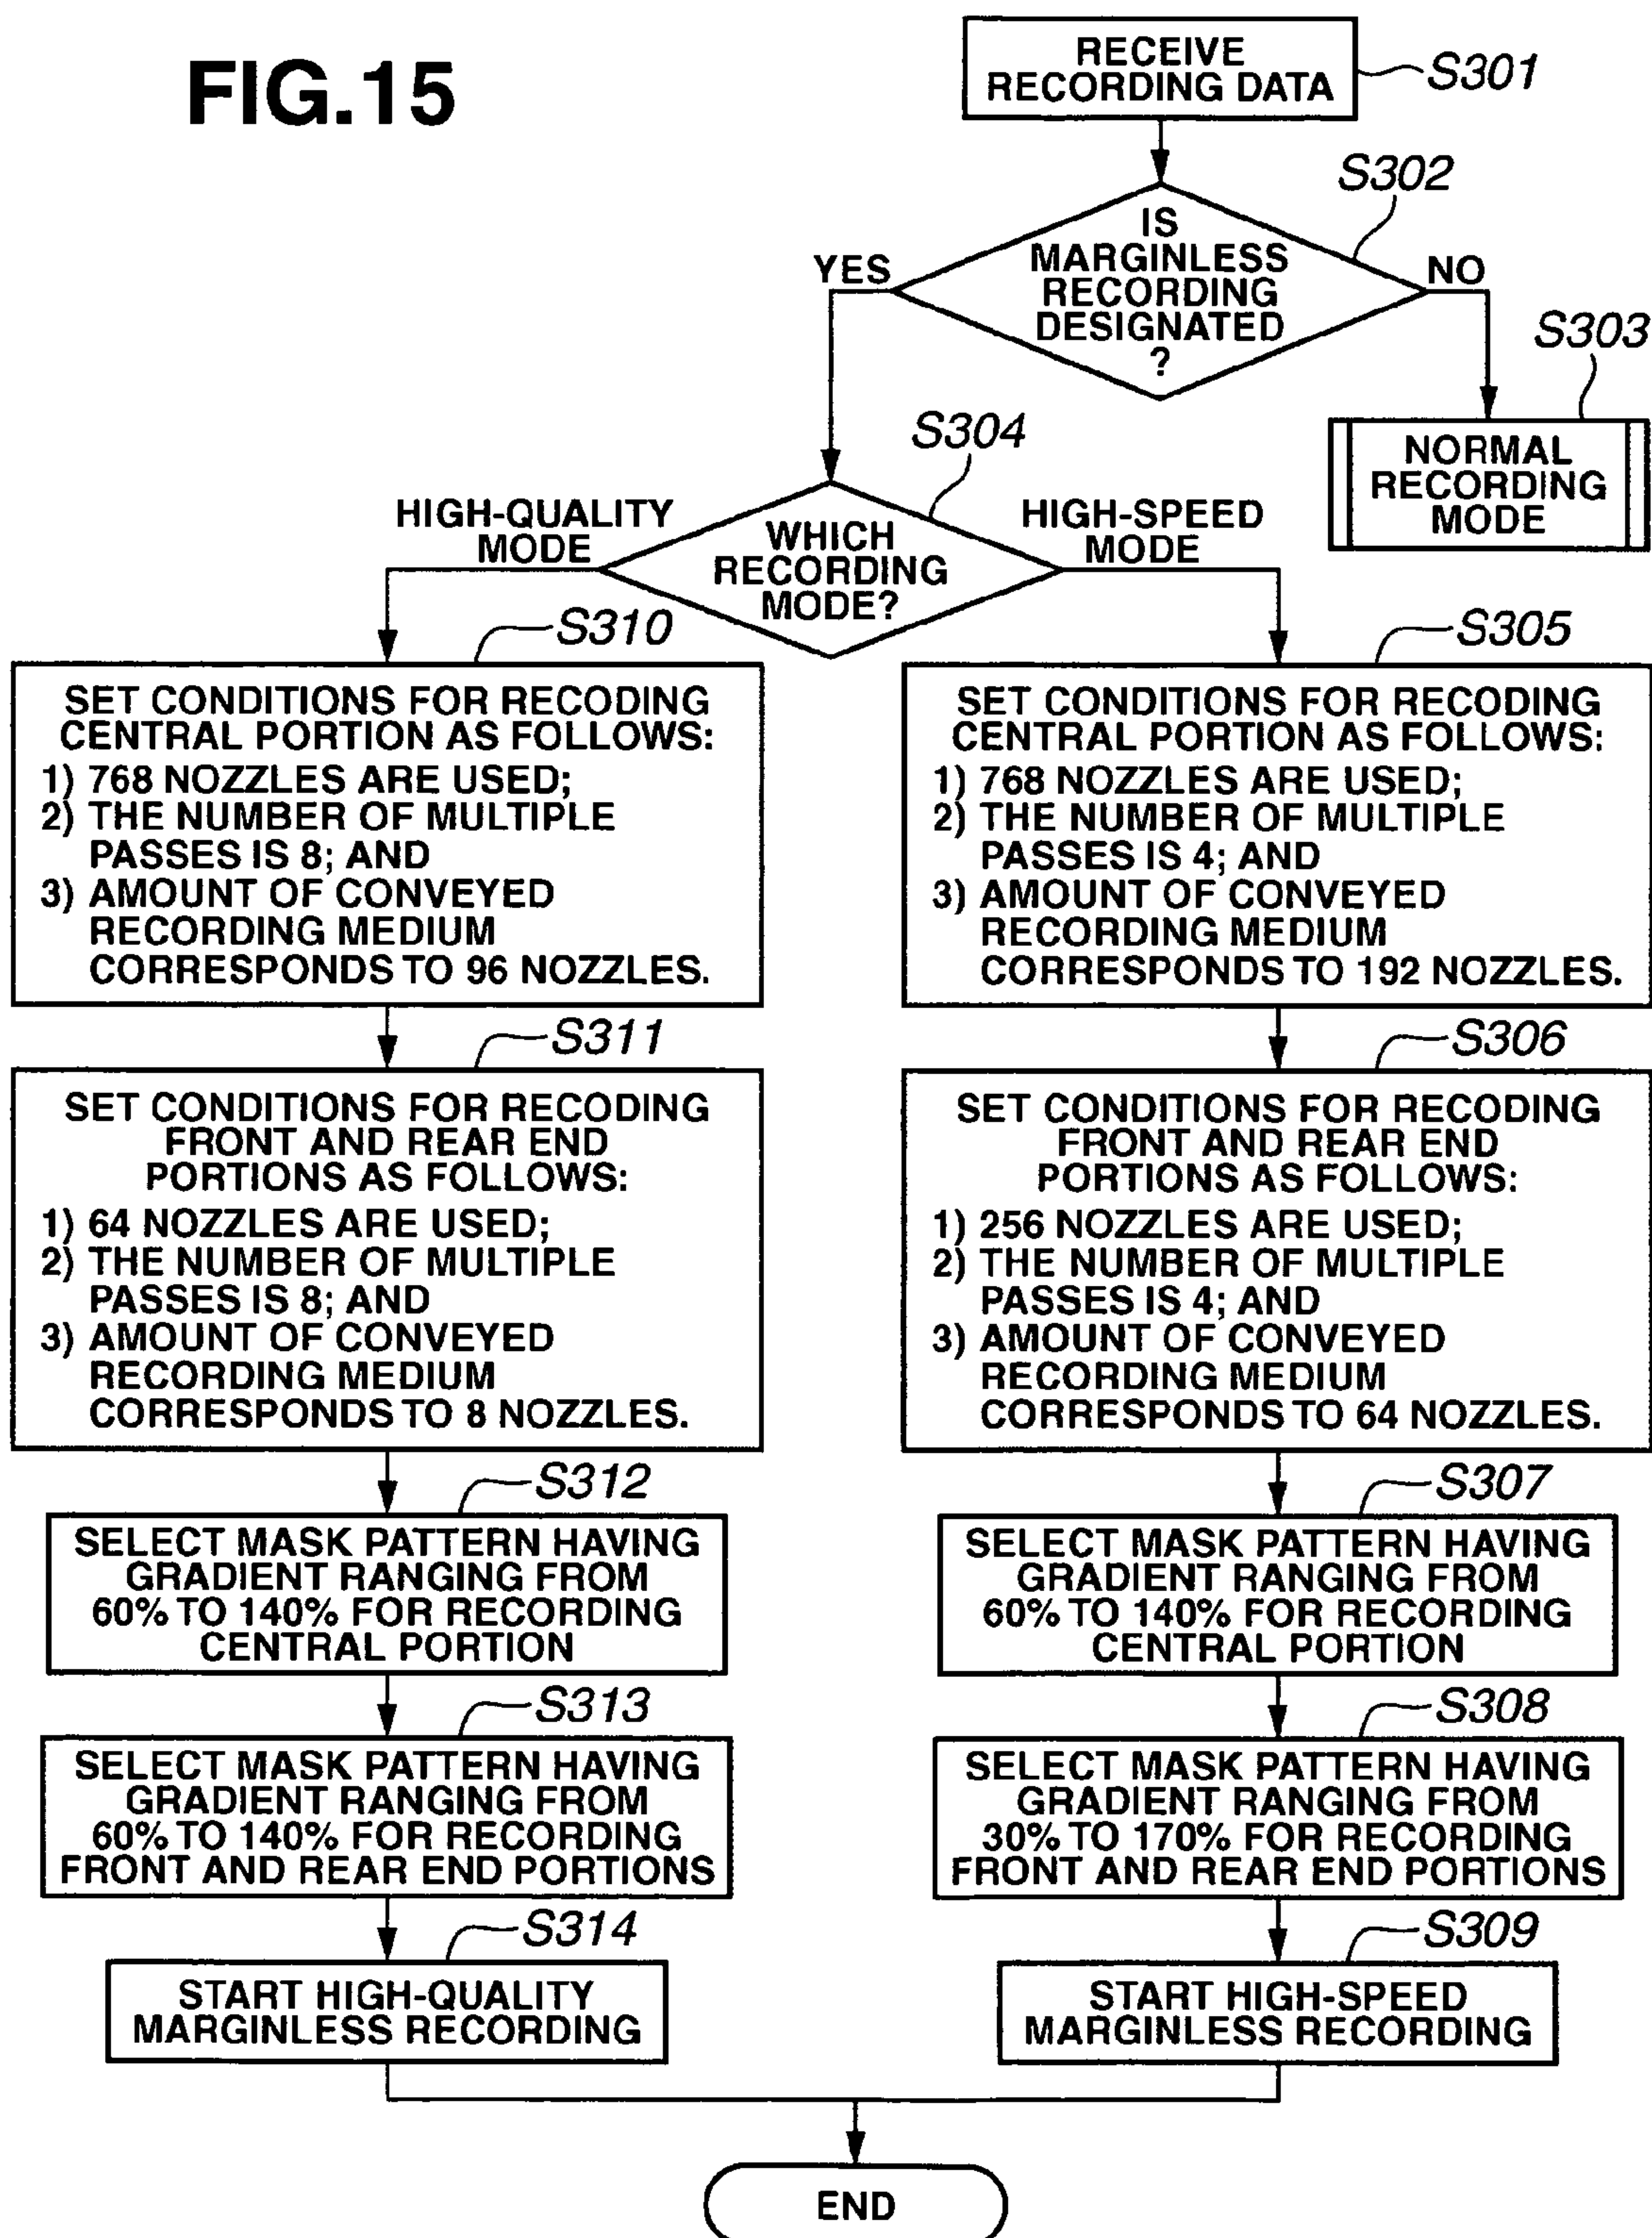 FIG.15
RECEIVE
RECORDING DATA
S301
S302
IS
MARGINLESS
RECORDING
DESIGNATED
?
YES
NO
S303
NORMAL
RECORDING
MODE
S304
HIGH-QUALITY
MODE
WHICH
RECORDING
MODE?
HIGH-SPEED
MODE
S310
SET CONDITIONS FOR RECODING
CENTRAL PORTION AS FOLLOWS:
1) 768 NOZZLES ARE USED;
2) THE NUMBER OF MULTIPLE
PASSES IS 8; AND
3) AMOUNT OF CONVEYED
RECORDING MEDIUM
CORRESPONDS TO 96 NOZZLES.
S305
SET CONDITIONS FOR RECODING
CENTRAL PORTION AS FOLLOWS:
1) 768 NOZZLES ARE USED;
2) THE NUMBER OF MULTIPLE
PASSES IS 4; AND
3) AMOUNT OF CONVEYED
RECORDING MEDIUM
CORRESPONDS TO 192 NOZZLES.
S311
SET CONDITIONS FOR RECODING
FRONT AND REAR END
PORTIONS AS FOLLOWS:
1) 64 NOZZLES ARE USED;
2) THE NUMBER OF MULTIPLE
PASSES IS 8; AND
3) AMOUNT OF CONVEYED
RECORDING MEDIUM
CORRESPONDS TO 8 NOZZLES.
S306
SET CONDITIONS FOR RECODING
FRONT AND REAR END
PORTIONS AS FOLLOWS:
1) 256 NOZZLES ARE USED;
2) THE NUMBER OF MULTIPLE
PASSES IS 4; AND
3) AMOUNT OF CONVEYED
RECORDING MEDIUM
CORRESPONDS TO 64 NOZZLES.
S312
SELECT MASK PATTERN HAVING
GRADIENT RANGING FROM
60% TO 140% FOR RECORDING
CENTRAL PORTION
S307
SELECT MASK PATTERN HAVING
GRADIENT RANGING FROM
60% TO 140% FOR RECORDING
CENTRAL PORTION
S313
SELECT MASK PATTERN HAVING
GRADIENT RANGING FROM
60% TO 140% FOR RECORDING
FRONT AND REAR END PORTIONS
S308
SELECT MASK PATTERN HAVING
GRADIENT RANGING FROM
30% TO 170% FOR RECORDING
FRONT AND REAR END PORTIONS
S314
START HIGH-QUALITY
MARGINLESS RECORDING
S309
START HIGH-SPEED
MARGINLESS RECORDING
END